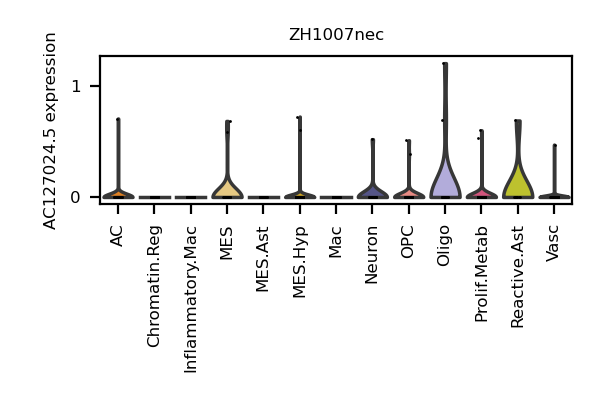 ZH1007nec
AC127024.5 expression
1
0
AC
Chromatin.Reg
Inflammatory.Mac
MES
MES.Ast
MES.Hyp
Mac
Neuron
OPC
Oligo
Prolif.Metab
Reactive.Ast
Vasc